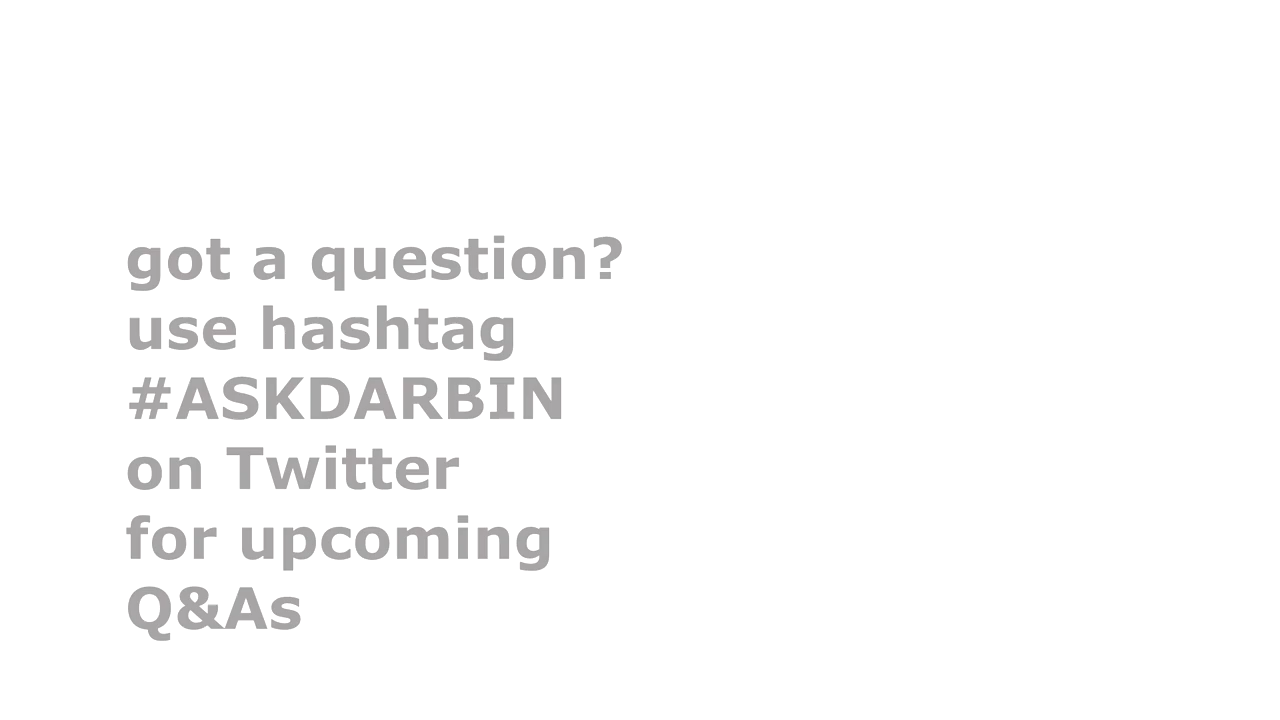 got a question?
use hashtag
#ASKDARBIN
on Twitter
for upcoming
Q&As